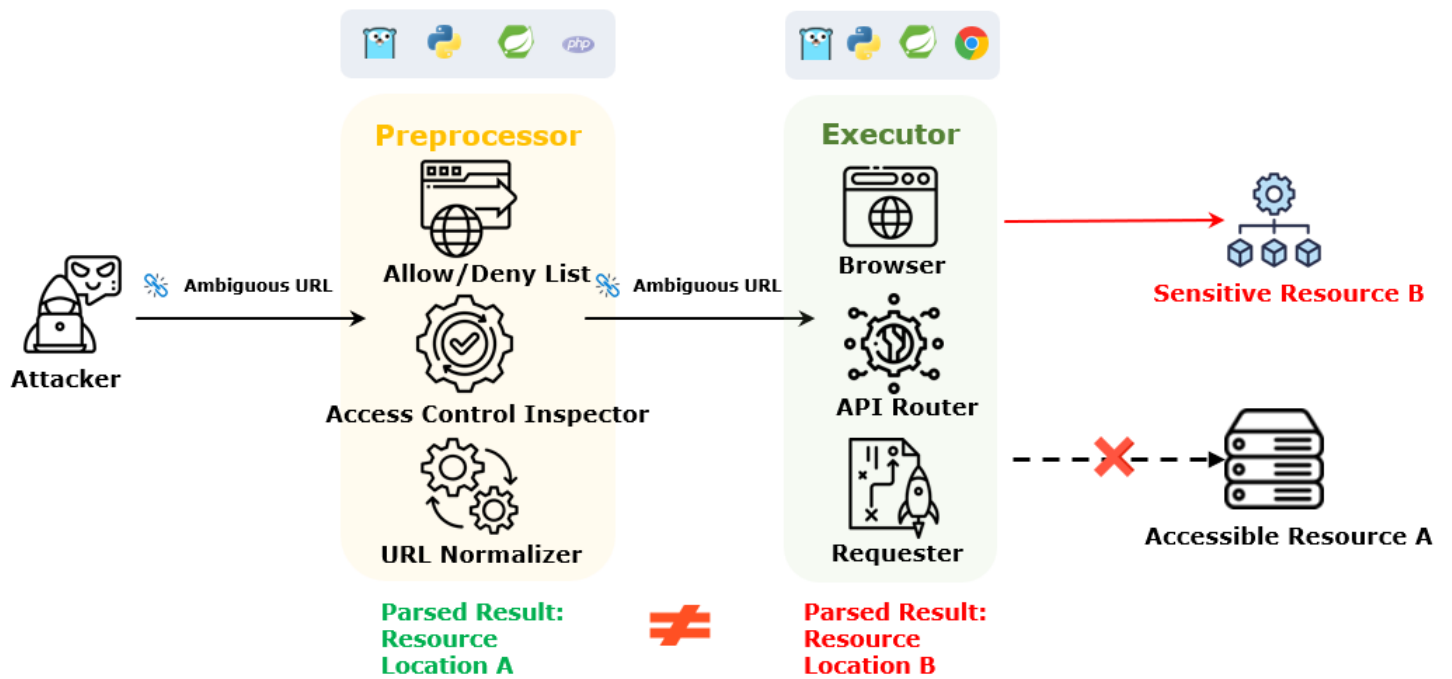 php
Preprocessor
Executor
Allow/Deny List
Browser
Ambiguous URL
Ambiguous URL
Sensitive Resource B
Attacker
Access Control Inspector
API Router
URL Normalizer
Requester
Accessible Resource A
Parsed Result:
Resource
Location A
Parsed Result:
Resource
Location B